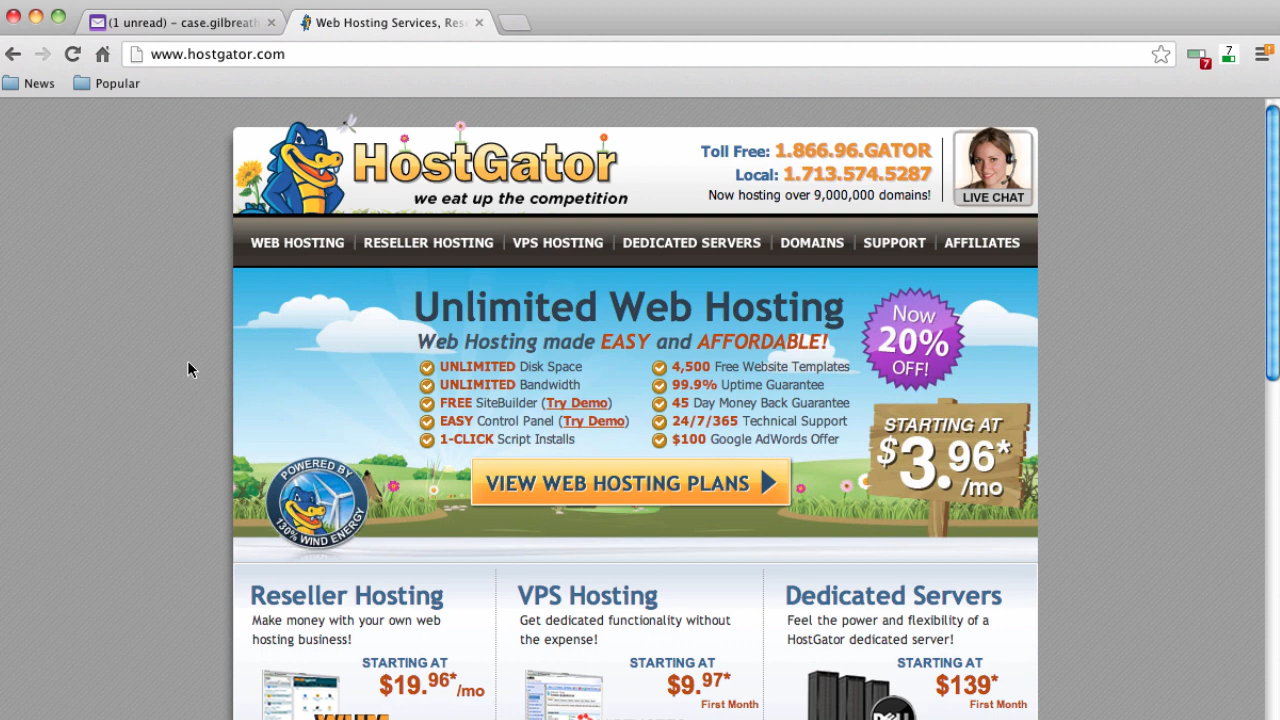 (1 unread) – case.gilbreath
Web Hosting Services, Rese
www.hostgator.com
7
7
News
Popular
HostGator
we eat up the competition
Toll Free: 1.866.96.GATOR
Local: 1.713.574.5287
Now hosting over 9,000,000 domains!
LIVE CHAT
WEB HOSTING
RESELLER HOSTING
VPS HOSTING
DEDICATED SERVERS
DOMAINS
SUPPORT
AFFILIATES
Unlimited Web Hosting
Web Hosting made EASY and AFFORDABLE!
UNLIMITED Disk Space
UNLIMITED Bandwidth
FREE SiteBuilder (Try Demo)
EASY Control Panel (Try Demo)
1-CLICK Script Installs
4,500 Free Website Templates
99.9% Uptime Guarantee
45 Day Money Back Guarantee
24/7/365 Technical Support
$100 Google AdWords Offer
Now
20%
OFF!
STARTING AT
$3.96*
/mo
VIEW WEB HOSTING PLANS
POWERED BY
130% WIND ENERGY
Reseller Hosting
Make money with your own web
hosting business!
STARTING AT
$19.96*/mo
WHM
VPS Hosting
Get dedicated functionality without
the expense!
STARTING AT
$9.97*
First Month
Dedicated Servers
Feel the power and flexibility of a
HostGator dedicated server!
STARTING AT
$139*
First Month
DELL